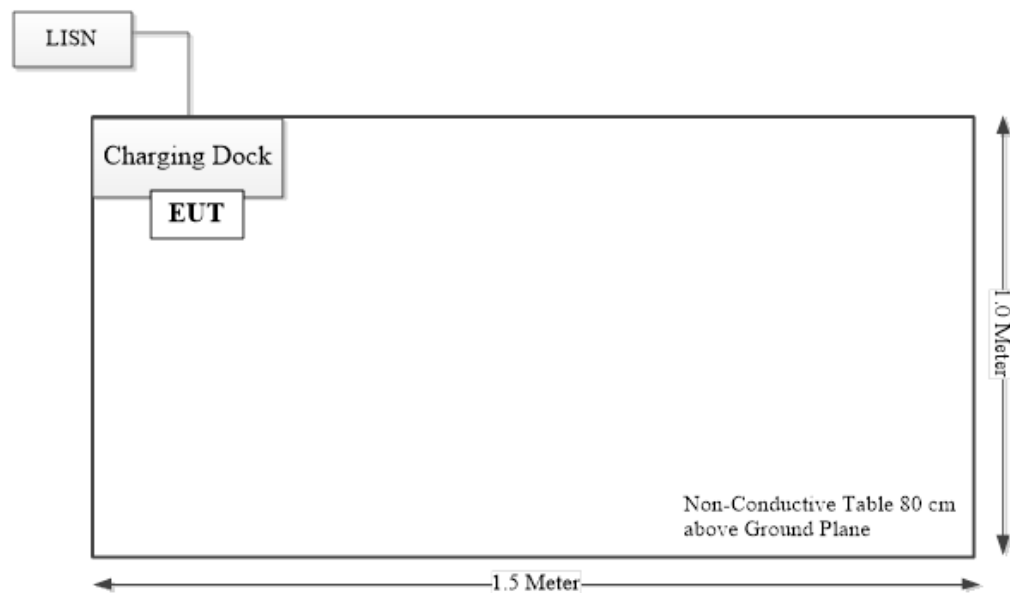 LISN
Charging Dock
EUT
1.0 Meter
Non-Conductive Table 80 cm
above Ground Plane
1.5 Meter